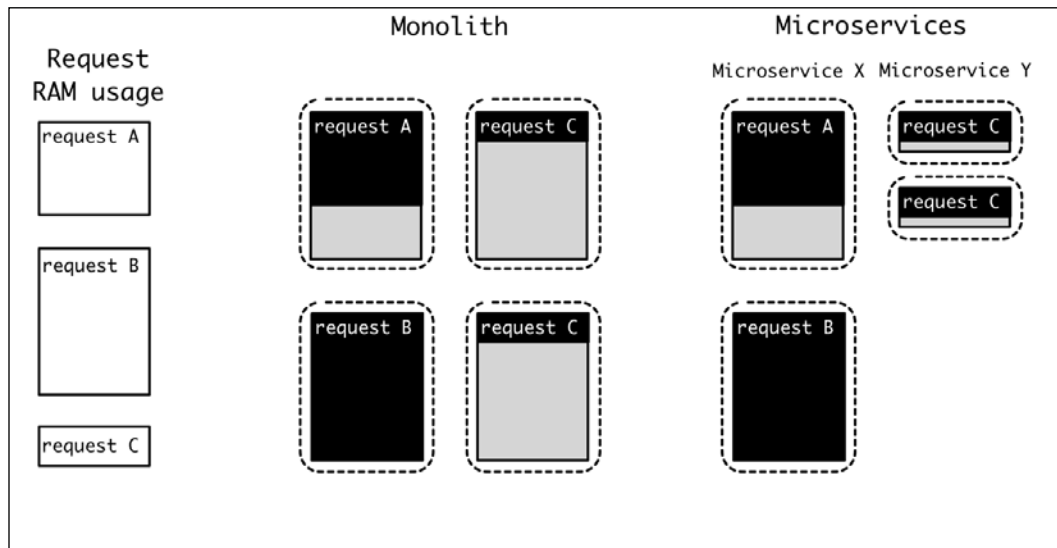 Request
RAM usage
request A
request B
request C
Monolith
request A
request C
request B
request C
Microservices
Microservice X
Microservice Y
request A
request C
request C
request B